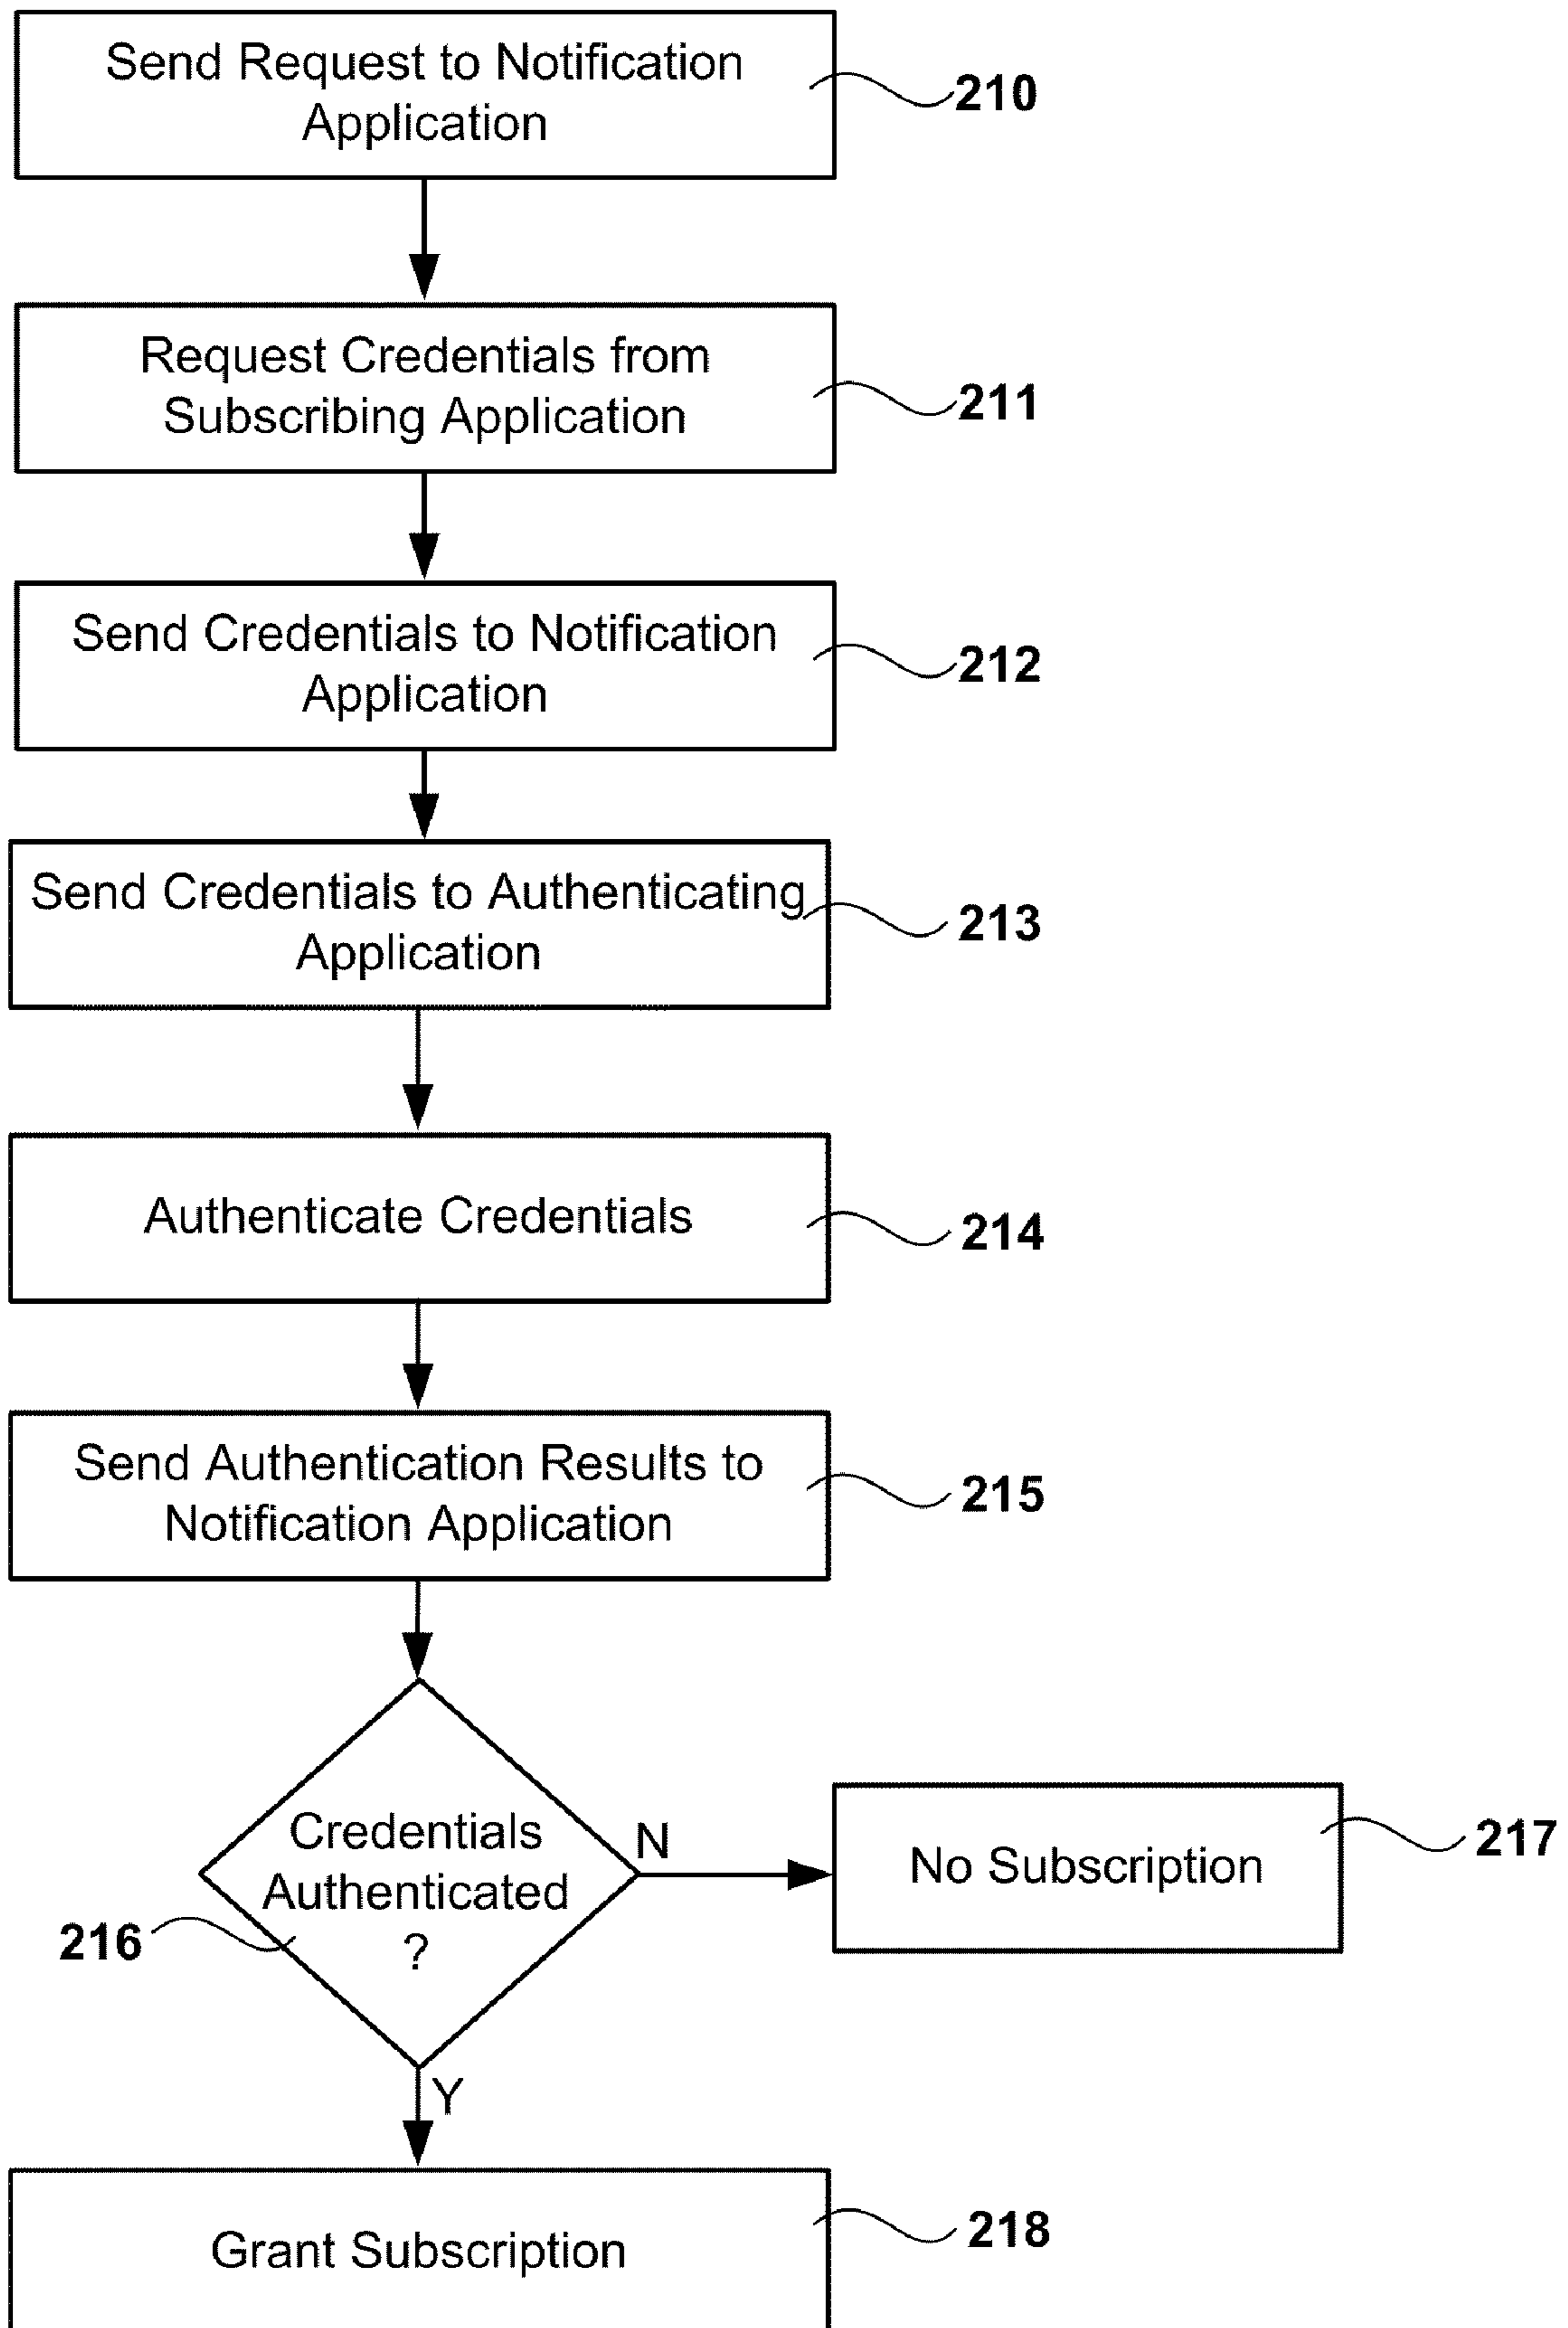 Send Request to Notification
Application
210
Request Credentials from
Subscribing Application
211
Send Credentials to Notification
Application
212
Send Credentials to Authenticating
Application
213
Authenticate Credentials
214
Send Authentication Results to
Notification Application
215
Credentials
Authenticated
?
216
N
No Subscription
217
Y
Grant Subscription
218